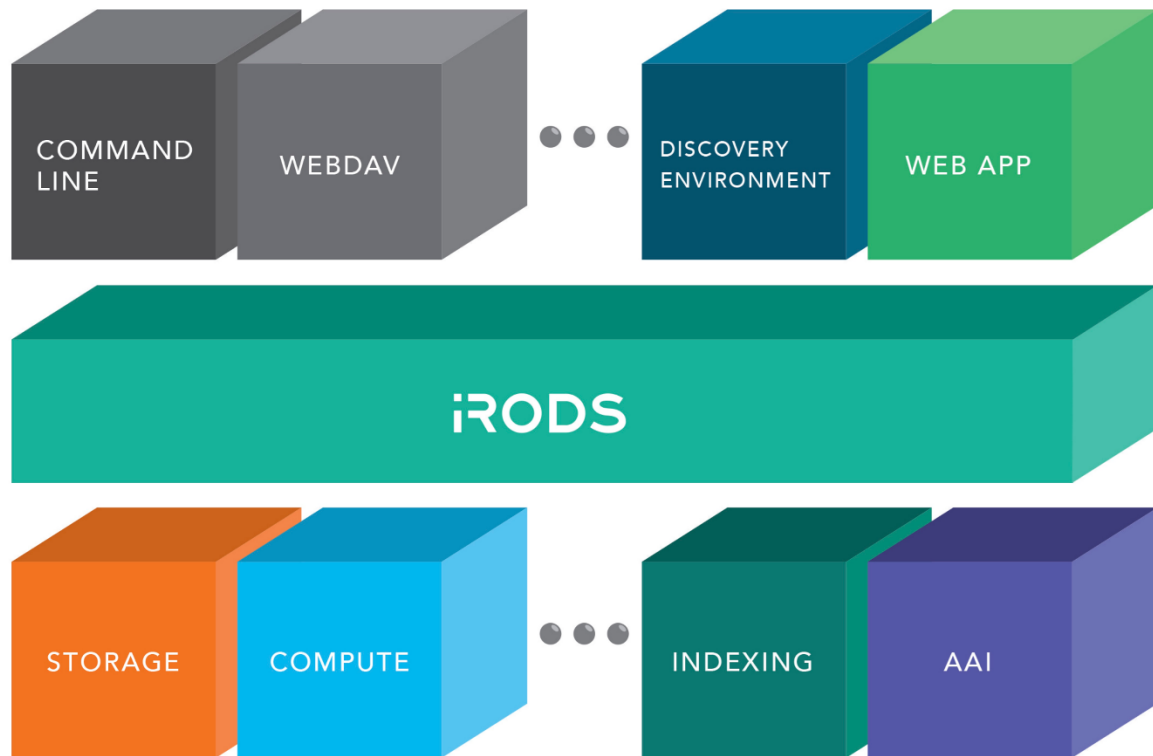 COMMAND
LINE
WEBDAV
DISCOVERY
ENVIRONMENT
WEB APP
iRODS
STORAGE
COMPUTE
INDEXING
AAI